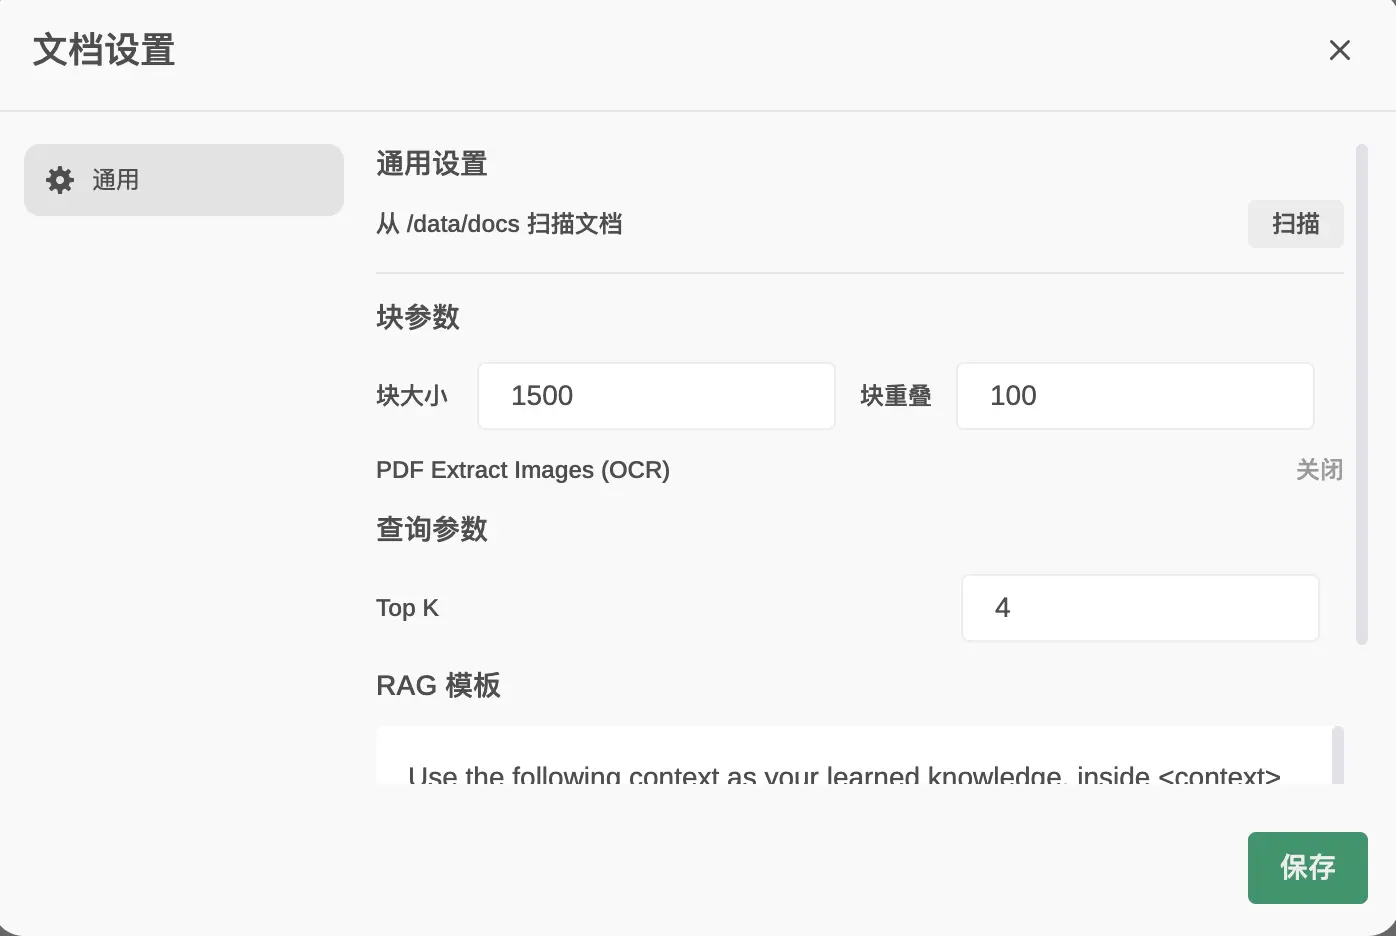 文档设置
通用
通用设置
从 /data/docs 扫描文档
扫描
块参数
块大小 1500 块重叠 100
PDF Extract Images (OCR) 关闭
查询参数
Top K 4
RAG 模板
Use the following context as your learned knowledge, inside <context>
保存